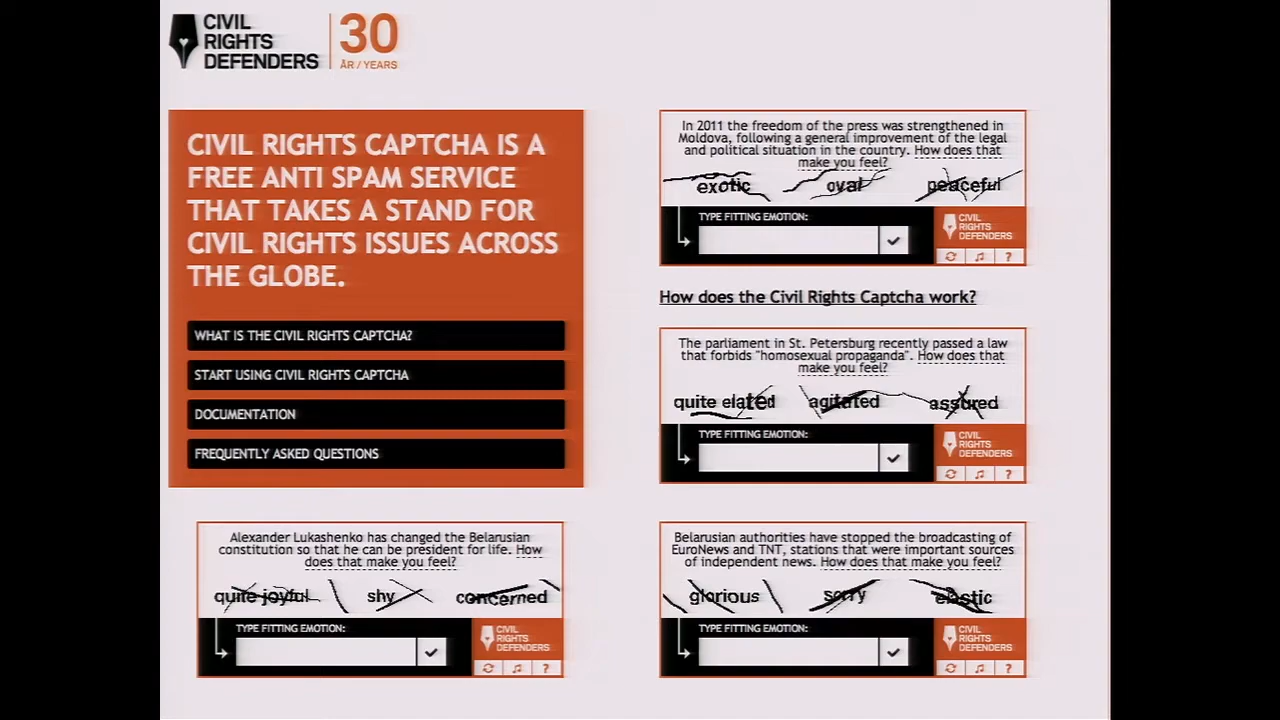 CIVIL
RIGHTS
DEFENDERS
30
ÅR / YEARS
CIVIL RIGHTS CAPTCHA IS A
FREE ANTI SPAM SERVICE
THAT TAKES A STAND FOR
CIVIL RIGHTS ISSUES ACROSS
THE GLOBE.
WHAT IS THE CIVIL RIGHTS CAPTCHA?
START USING CIVIL RIGHTS CAPTCHA
DOCUMENTATION
FREQUENTLY ASKED QUESTIONS
In 2011 the freedom of the press was strengthened in
Moldova, following a general improvement of the legal
and political situation in the country. How does that
make you feel?
exotic oval peaceful
TYPE FITTING EMOTION:
CIVIL
RIGHTS
DEFENDERS
?
How does the Civil Rights Captcha work?
The parliament in St. Petersburg recently passed a law
that forbids "homosexual propaganda". How does that
make you feel?
quite elated agitated assured
TYPE FITTING EMOTION:
CIVIL
RIGHTS
DEFENDERS
?
Alexander Lukashenko has changed the Belarusian
constitution so that he can be president for life. How
does that make you feel?
quite joyful shy concerned
TYPE FITTING EMOTION:
CIVIL
RIGHTS
DEFENDERS
?
Belarusian authorities have stopped the broadcasting of
EuroNews and TNT, stations that were important sources
of independent news. How does that make you feel?
glorious sorry elastic
TYPE FITTING EMOTION:
CIVIL
RIGHTS
DEFENDERS
?